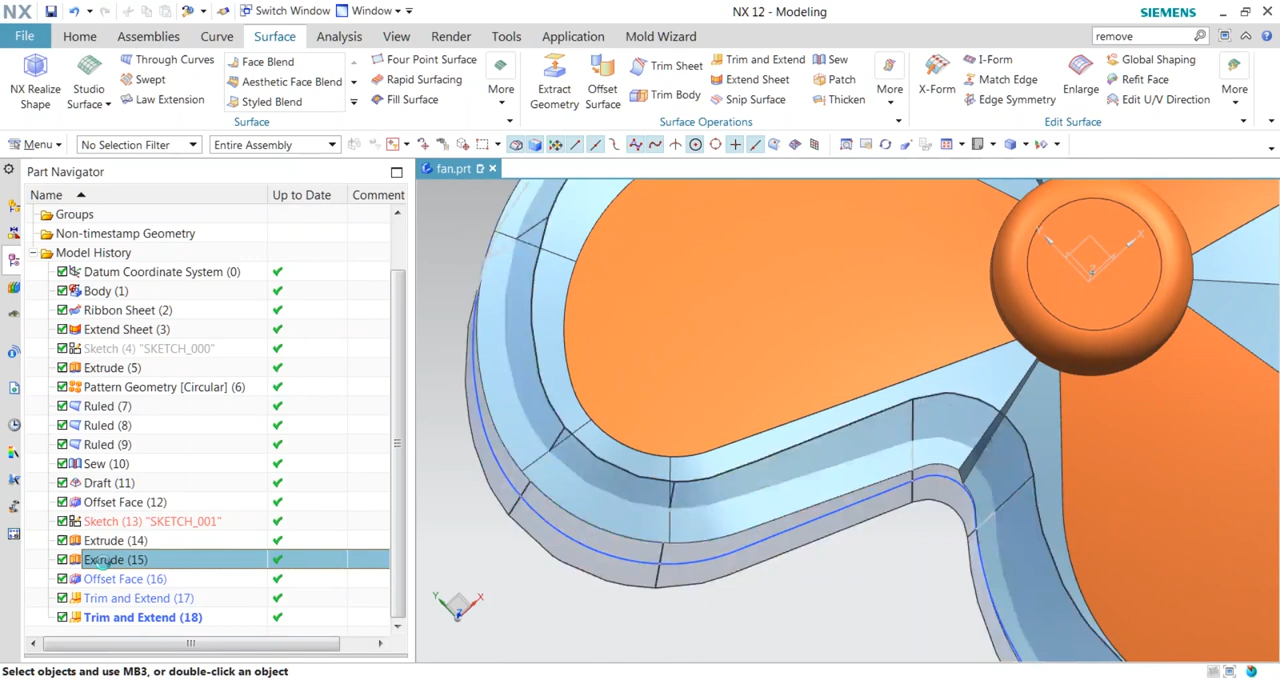 NX Switch Window Window NX 12 - Modeling SIEMENS
File Home Assemblies Curve Surface Analysis View Render Tools Application Mold Wizard remove
NX Realize Shape
Studio Surface
Through Curves
Swept
Law Extension
Face Blend
Aesthetic Face Blend
Styled Blend
Four Point Surface
Rapid Surfacing
Fill Surface
More
Surface
Extract Geometry
Offset Surface
Trim Sheet
Trim Body
Trim and Extend
Extend Sheet
Snip Surface
Sew
Patch
Thicken
More
Surface Operations
X-Form
I-Form
Match Edge
Edge Symmetry
Enlarge
Global Shaping
Refit Face
Edit U/V Direction
More
Edit Surface
Menu No Selection Filter Entire Assembly
Part Navigator
fan.prt
Name Up to Date Comment
Groups
Non-timestamp Geometry
Model History
Datum Coordinate System (0)
Body (1)
Ribbon Sheet (2)
Extend Sheet (3)
Sketch (4) "SKETCH_000"
Extrude (5)
Pattern Geometry [Circular] (6)
Ruled (7)
Ruled (8)
Ruled (9)
Sew (10)
Draft (11)
Offset Face (12)
Sketch (13) "SKETCH_001"
Extrude (14)
Extrude (15)
Offset Face (16)
Trim and Extend (17)
Trim and Extend (18)
Y X Z
Y X Z
Select objects and use MB3, or double-click an object